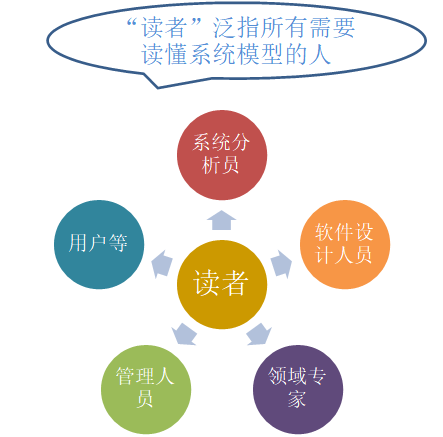 “读者”泛指所有需要
读懂系统模型的人
系统分
析员
用户等
软件设
计人员
读者
管理人
员
领域专
家